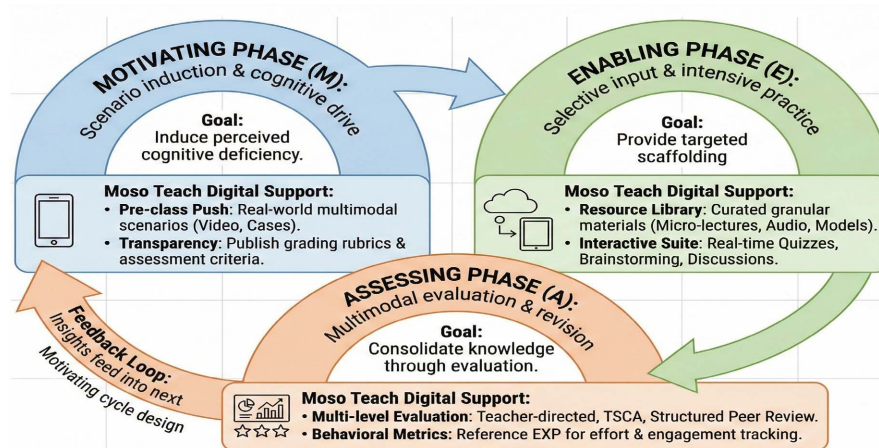 MOTIVATING PHASE (M):
Scenario induction & cognitive drive
Goal:
Induce perceived
cognitive deficiency.
Moso Teach Digital Support:
• Pre-class Push: Real-world multimodal
scenarios (Video, Cases).
• Transparency: Publish grading rubrics &
assessment criteria.
ENABLING PHASE (E):
Selective input & intensive practice
Goal:
Provide targeted
scaffolding
Moso Teach Digital Support:
• Resource Library: Curated granular
materials (Micro-lectures, Audio, Models).
• Interactive Suite: Real-time Quizzes,
Brainstorming, Discussions.
ASSESSING PHASE (A):
Multimodal evaluation & revision
Goal:
Consolidate knowledge
through evaluation.
Moso Teach Digital Support:
• Multi-level Evaluation: Teacher-directed, TSCA, Structured Peer Review.
• Behavioral Metrics: Reference EXP for effort & engagement tracking.
Feedback Loop:
Insights feed into next
Motivating cycle design